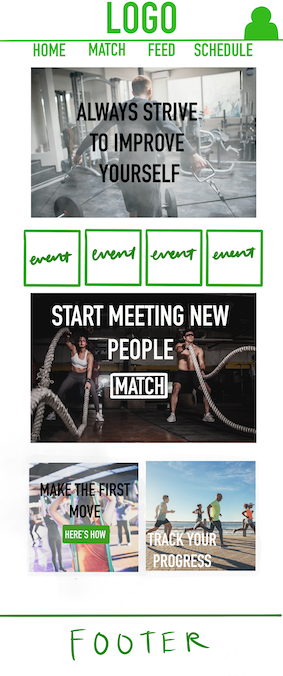 LOGO
HOME MATCH FEED SCHEDULE
ALWAYS STRIVE
TO IMPROVE
YOURSELF
event event event event
START MEETING NEW
PEOPLE
MATCH
MAKE THE FIRST
MOVE
HERE'S HOW
TRACK YOUR
PROGRESS
FOOTER